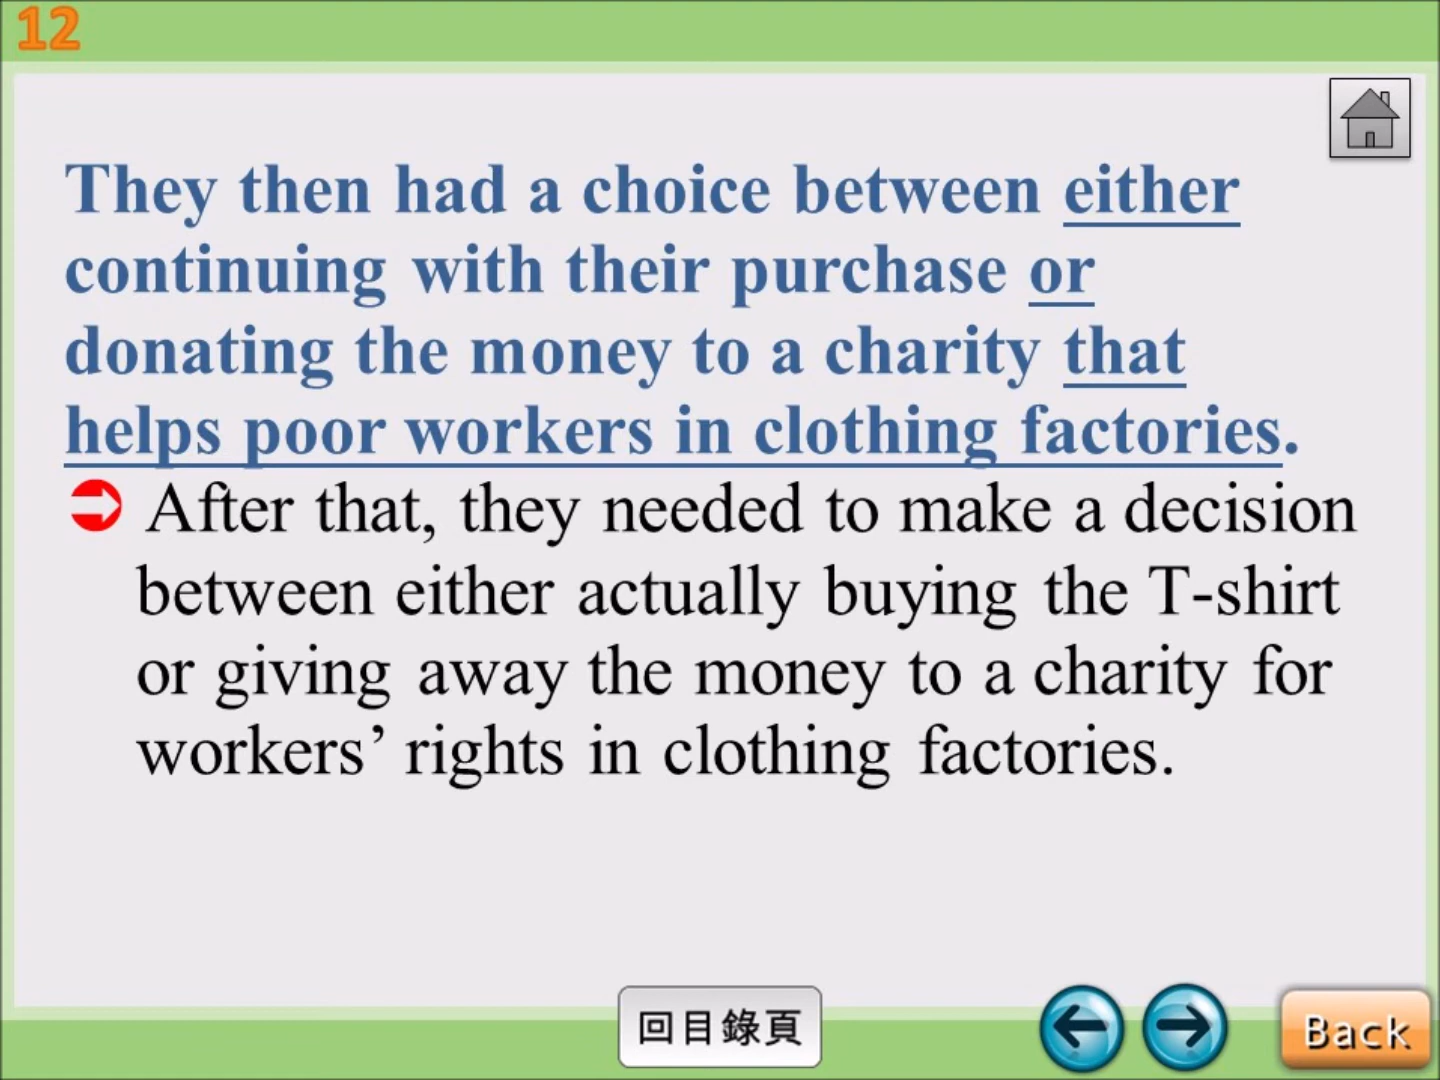 12
They then had a choice between either
continuing with their purchase or
donating the money to a charity that
helps poor workers in clothing factories.
After that, they needed to make a decision
between either actually buying the T-shirt
or giving away the money to a charity for
workers’ rights in clothing factories.
回目錄頁
Back